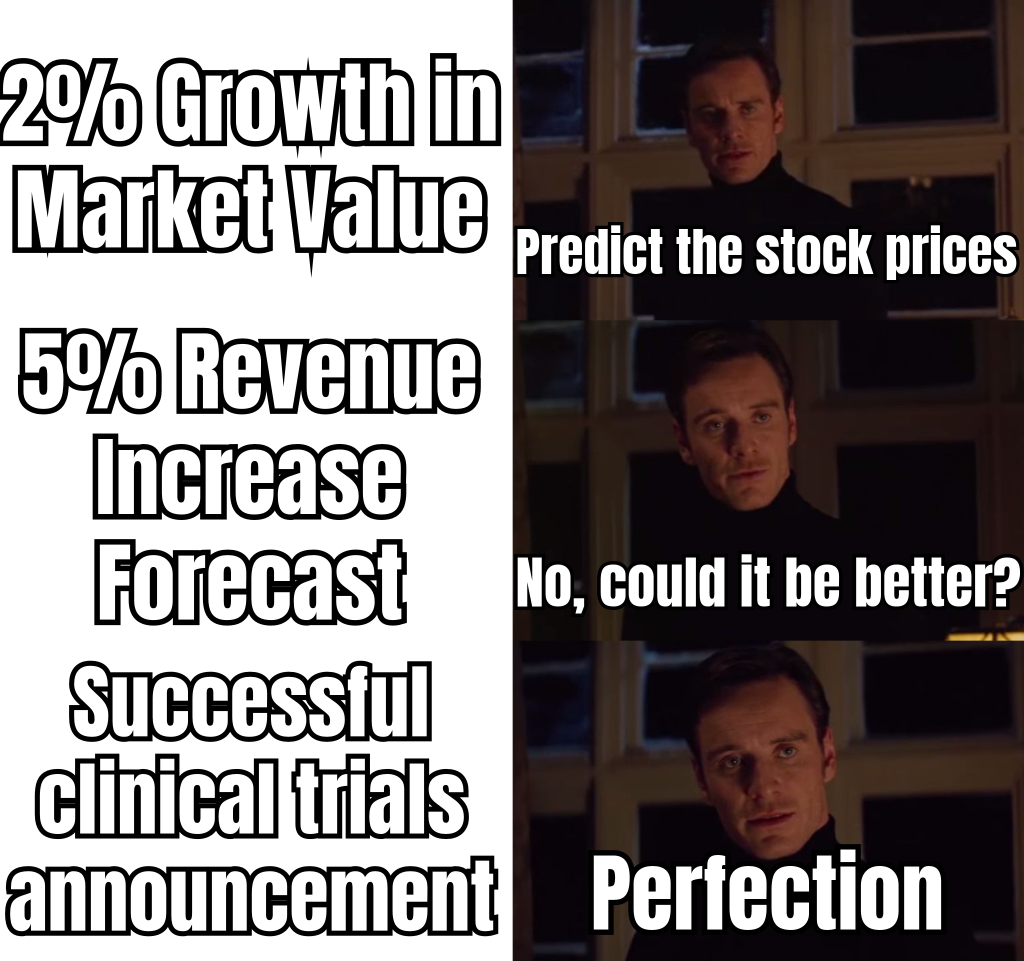 2% Growth in
Market Value
Predict the stock prices
5% Revenue
Increase
Forecast
No, could it be better?
Successful
clinical trials
announcement
Perfection